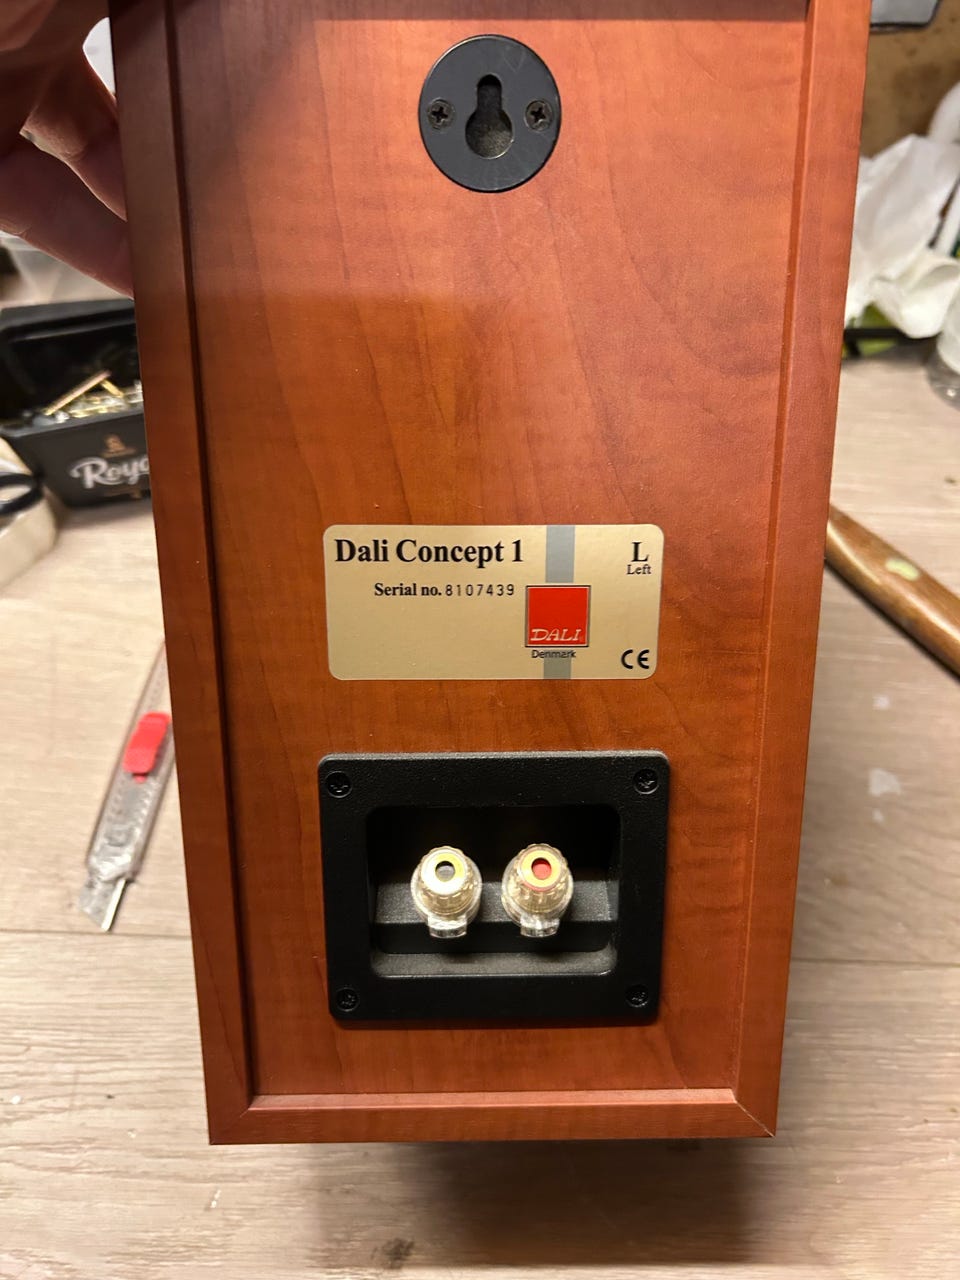 Dali Concept 1
L
Left
Serial no. 8107439
DALI
Denmark
CE